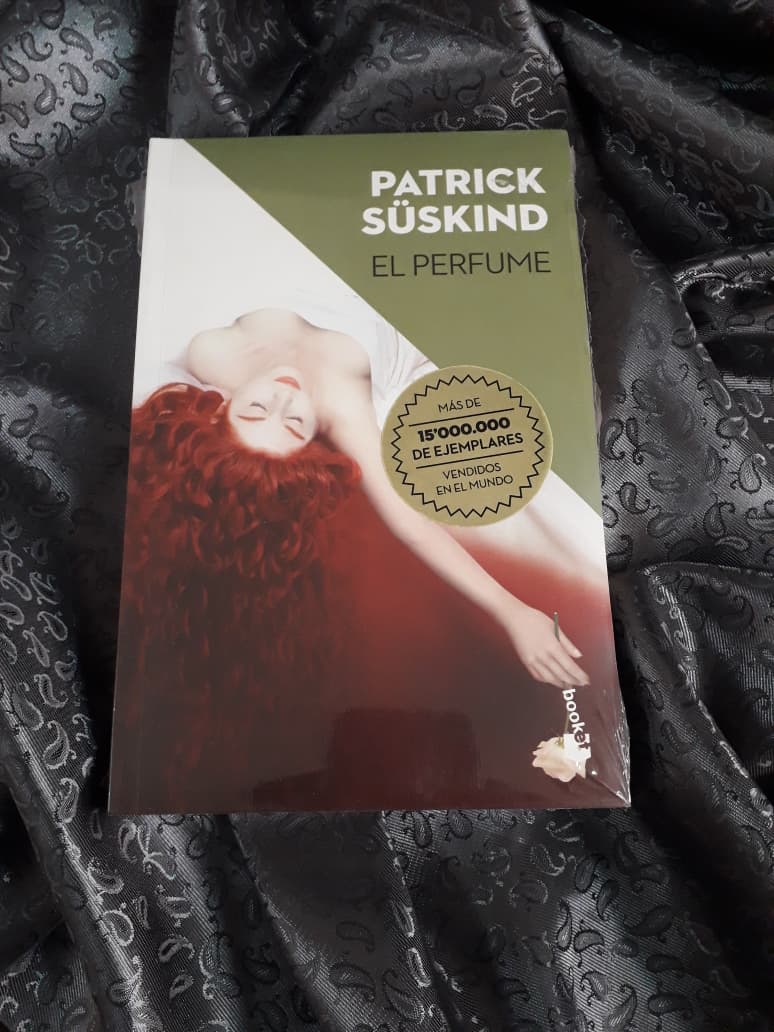 PATRICK
SÜSKIND
EL PERFUME
MÁS DE
15'000.000
DE EJEMPLARES
VENDIDOS
EN EL MUNDO
booket